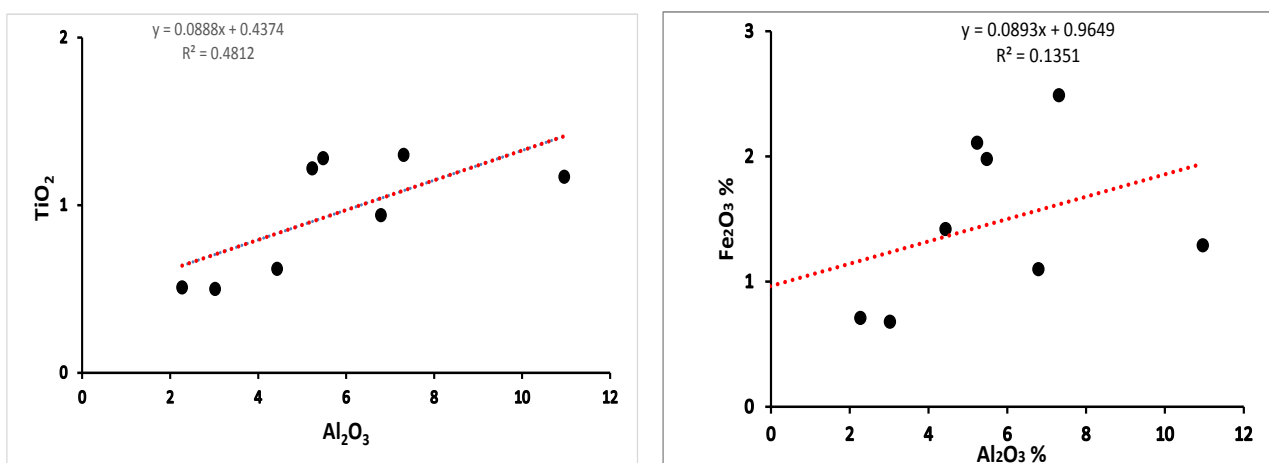 y = 0.0888x + 0.4374
R² = 0.4812
2
1
0
TiO₂
0 2 4 6 8 10 12
Al₂O₃
y = 0.0893x + 0.9649
R² = 0.1351
3
2
1
0
Fe₂O₃ %
0 2 4 6 8 10 12
Al₂O₃ %